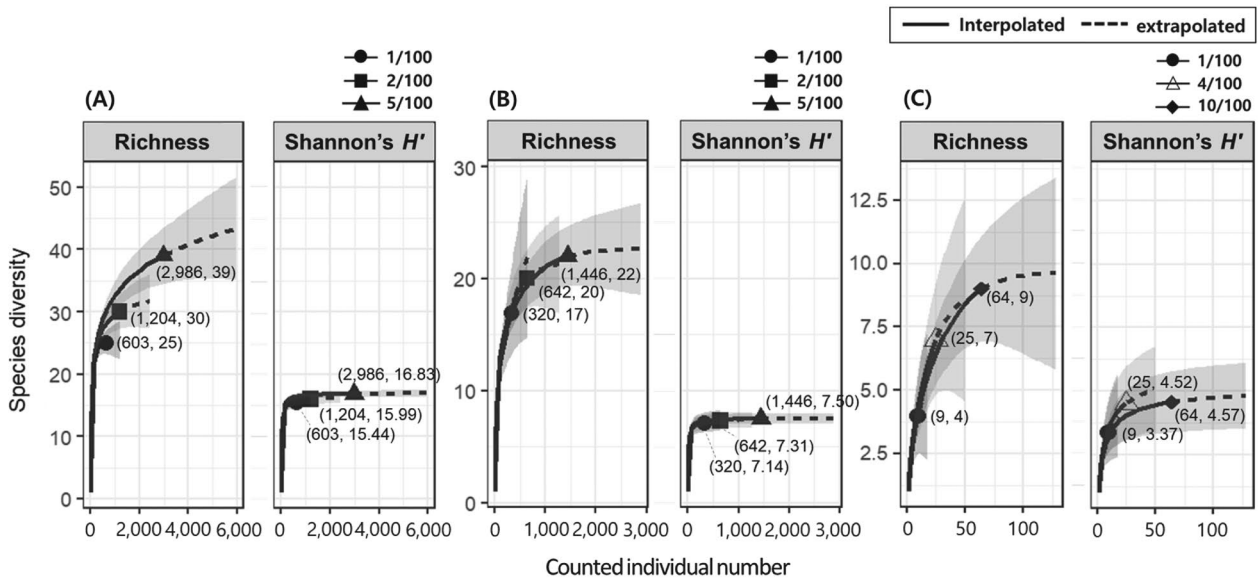 Interpolated extrapolated
(A)
1/100
2/100
5/100
(B)
1/100
2/100
5/100
(C)
1/100
4/100
10/100
Richness
Shannon's H'
Richness
Shannon's H'
Richness
Shannon's H'
Species diversity
50
40
30
20
10
0
(2,986, 39)
(1,204, 30)
(603, 25)
0 2,000 4,000 6,000
(2,986, 16.83)
(1,204, 15.99)
(603, 15.44)
0 2,000 4,000 6,000
30
20
10
0
(1,446, 22)
(642, 20)
(320, 17)
0 1,000 2,000 3,000
(1,446, 7.50)
(642, 7.31)
(320, 7.14)
0 1,000 2,000 3,000
12.5
10.0
7.5
5.0
2.5
(64, 9)
(25, 7)
(9, 4)
0 50 100
(25, 4.52)
(64, 4.57)
(9, 3.37)
0 50 100
Counted individual number